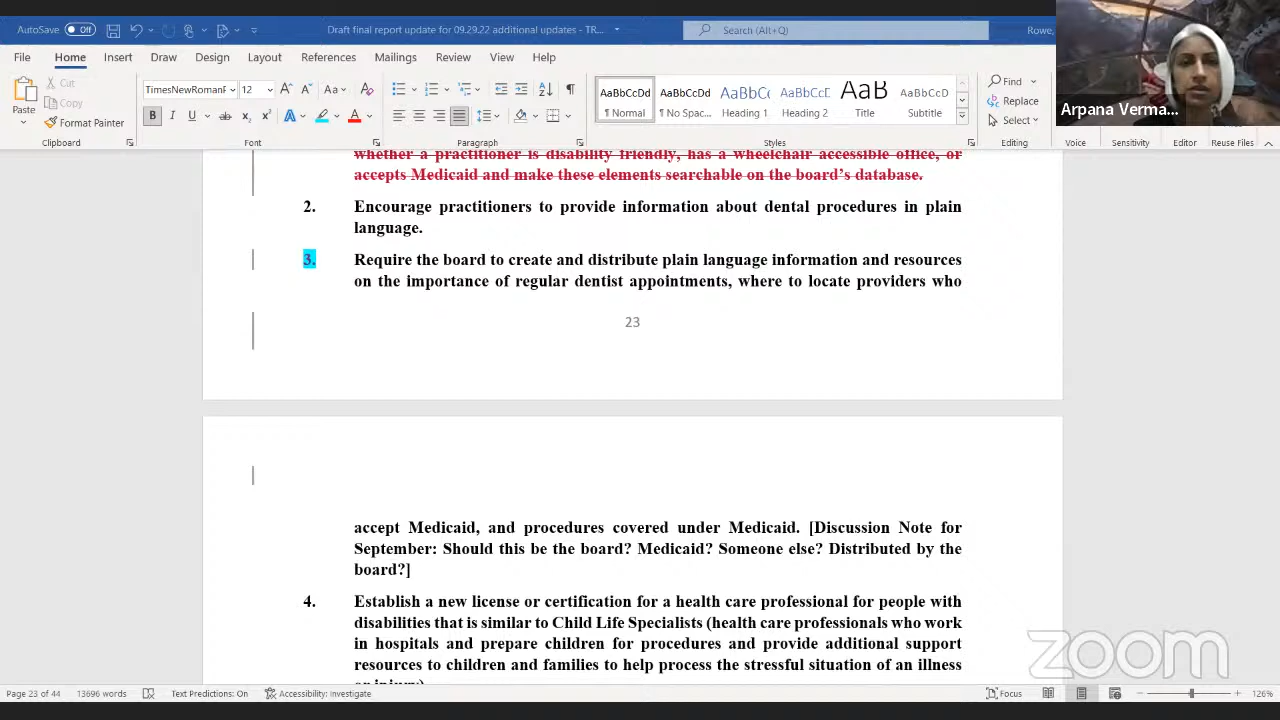 AutoSave Off Draft final report update for 09.29.22 additional updates - TR... Search (Alt+Q) Rowe,
File Home Insert Draw Design Layout References Mailings Review View Help
Arpana Verma...
Paste Cut Copy Format Painter
TimesNewRomanF 12
AaBbCcDd AaBbCcDd AaBbC( AaBbCcE AaB AaBbCcD
¶ Normal ¶ No Spac... Heading 1 Heading 2 Title Subtitle
Find Replace Select
Clipboard Font Paragraph Styles Editing Voice Sensitivity Editor Reuse Files
whether a practitioner is disability friendly, has a wheelchair accessible office, or
accepts Medicaid and make these elements searchable on the board's database.
2. Encourage practitioners to provide information about dental procedures in plain
language.
3. Require the board to create and distribute plain language information and resources
on the importance of regular dentist appointments, where to locate providers who
23
accept Medicaid, and procedures covered under Medicaid. [Discussion Note for
September: Should this be the board? Medicaid? Someone else? Distributed by the
board?]
4. Establish a new license or certification for a health care professional for people with
disabilities that is similar to Child Life Specialists (health care professionals who work
in hospitals and prepare children for procedures and provide additional support
resources to children and families to help process the stressful situation of an illness
or injury)
zoom
Page 23 of 44 13696 words Text Predictions: On Accessibility: Investigate Focus 126%